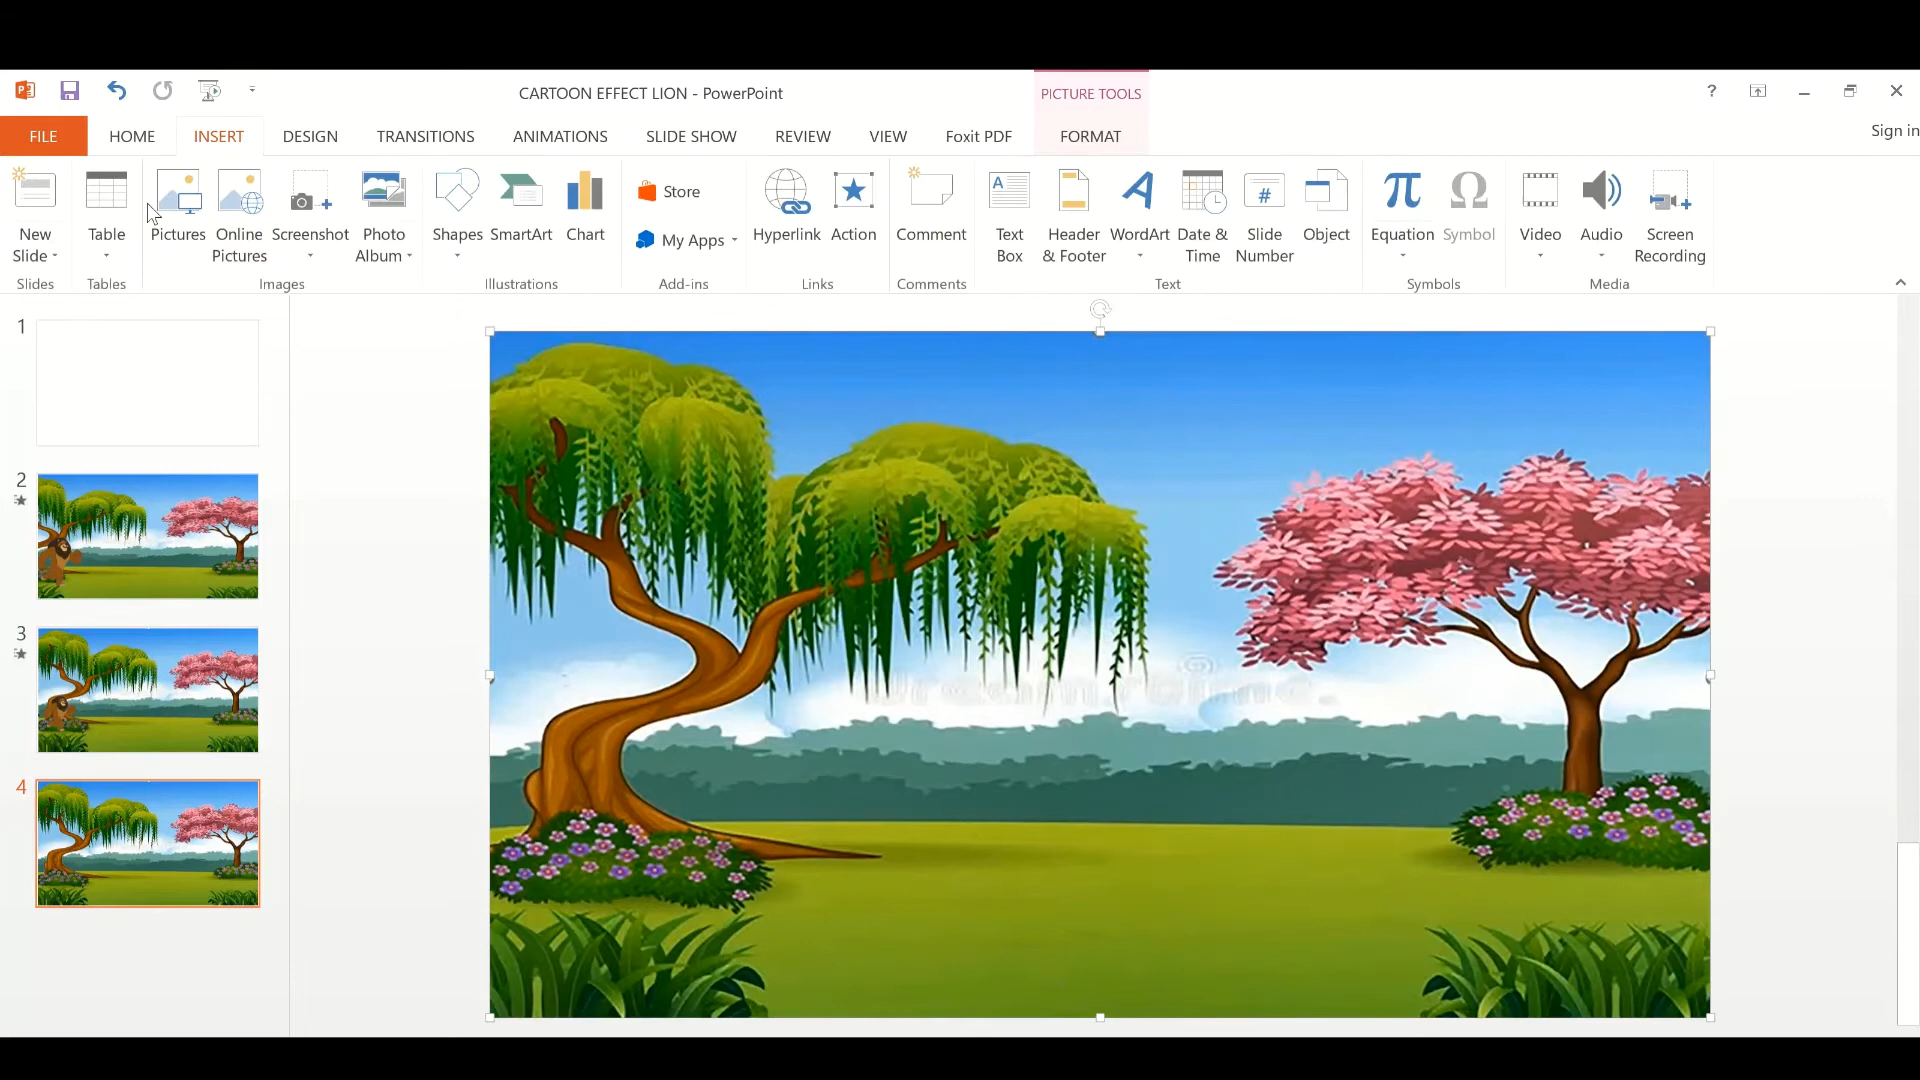 CARTOON EFFECT LION - PowerPoint
PICTURE TOOLS
?
Sign in
FILE
HOME
INSERT
DESIGN
TRANSITIONS
ANIMATIONS
SLIDE SHOW
REVIEW
VIEW
Foxit PDF
FORMAT
New Slide
Table
Pictures
Online Pictures
Screenshot
Photo Album
Shapes
SmartArt
Chart
Store
My Apps
Hyperlink
Action
Comment
Text Box
Header & Footer
WordArt
Date & Time
Slide Number
Object
Equation
Symbol
Video
Audio
Screen Recording
Slides
Tables
Images
Illustrations
Add-ins
Links
Comments
Text
Symbols
Media
1
2
3
4